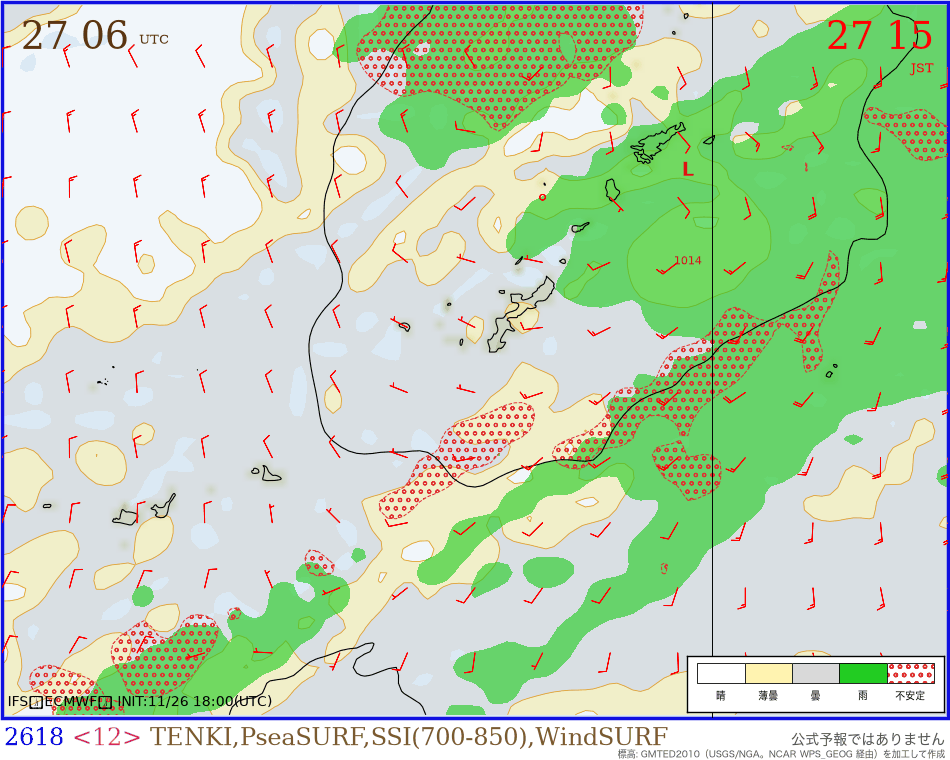 27 06 UTC
27 15
JST
L
1014
晴 薄曇 曇 雨 不安定
IFS□ECMWF□-INIT:11/26 18:00(UTC)
2618 <12> TENKI,PseaSURF,SSI(700-850),WindSURF
公式予報ではありません
標高: GMTED2010（USGS/NGA。NCAR WPS_GEOG 経由）を加工して作成